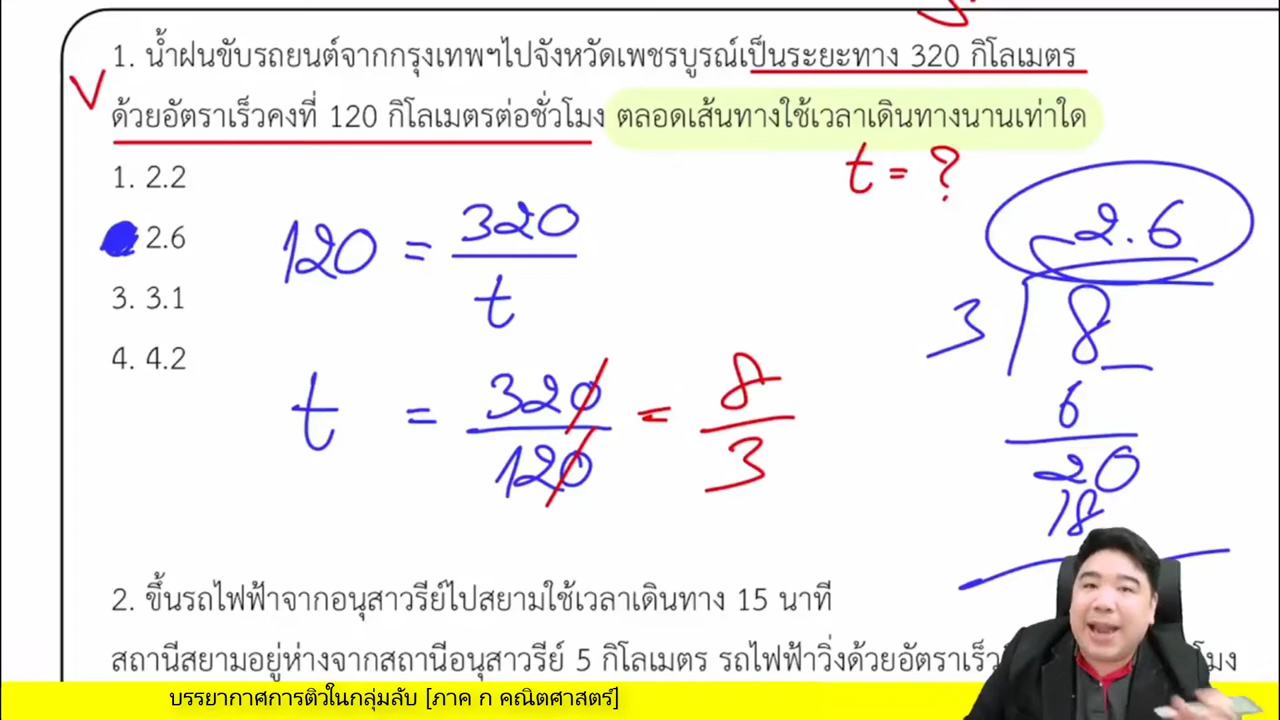 1. น้ำฝนขับรถยนต์จากกรุงเทพฯไปจังหวัดเพชรบูรณ์เป็นระยะทาง 320 กิโลเมตร
v ด้วยอัตราเร็วคงที่ 120 กิโลเมตรต่อชั่วโมง ตลอดเส้นทางใช้เวลาเดินทางนานเท่าใด
t = ?
1. 2.2
2.6
3. 3.1
4. 4.2
120 = 320/t
t = 320/120 = 8/3
2.6
3 8
6
20
18
2. ขึ้นรถไฟฟ้าจากอนุสาวรีย์ไปสยามใช้เวลาเดินทาง 15 นาที
สถานีสยามอยู่ห่างจากสถานีอนุสาวรีย์ 5 กิโลเมตร รถไฟฟ้าวิ่งด้วยอัตราเร็ว
บรรยากาศการติวในกลุ่มลับ [ภาค ก คณิตศาสตร์]